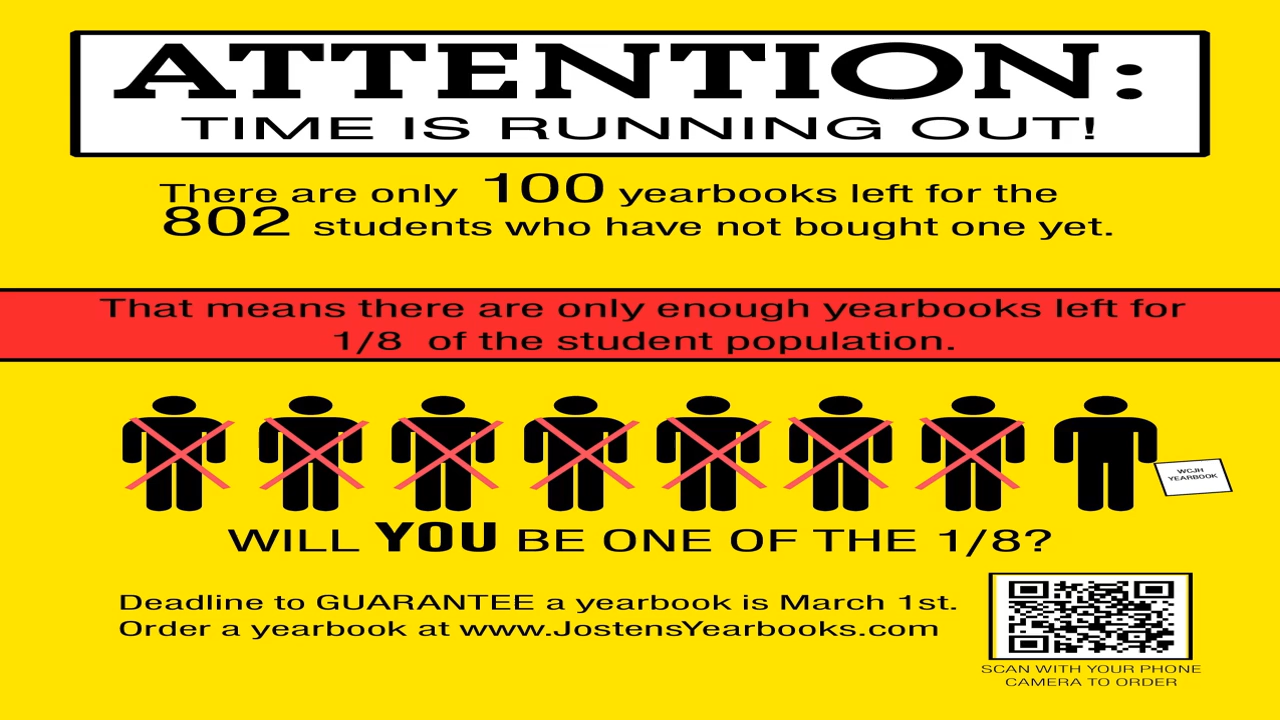 ATTENTION:
TIME IS RUNNING OUT!
There are only 100 yearbooks left for the
802 students who have not bought one yet.
That means there are only enough yearbooks left for
1/8 of the student population.
WCJH
YEARBOOK
WILL YOU BE ONE OF THE 1/8?
Deadline to GUARANTEE a yearbook is March 1st.
Order a yearbook at www.JostensYearbooks.com
SCAN WITH YOUR PHONE
CAMERA TO ORDER